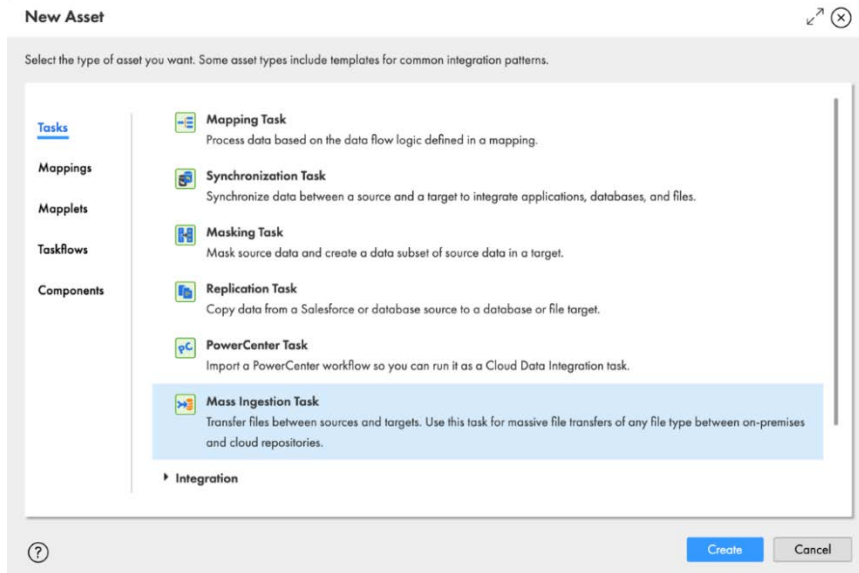 New Asset
Select the type of asset you want. Some asset types include templates for common integration patterns.
Tasks
Mappings
Mapplets
Taskflows
Components
Mapping Task
Process data based on the data flow logic defined in a mapping.
Synchronization Task
Synchronize data between a source and a target to integrate applications, databases, and files.
Masking Task
Mask source data and create a data subset of source data in a target.
Replication Task
Copy data from a Salesforce or database source to a database or file target.
PC
PowerCenter Task
Import a PowerCenter workflow so you can run it as a Cloud Data Integration task.
Mass Ingestion Task
Transfer files between sources and targets. Use this task for massive file transfers of any file type between on-premises
and cloud repositories.
Integration
?
Create
Cancel